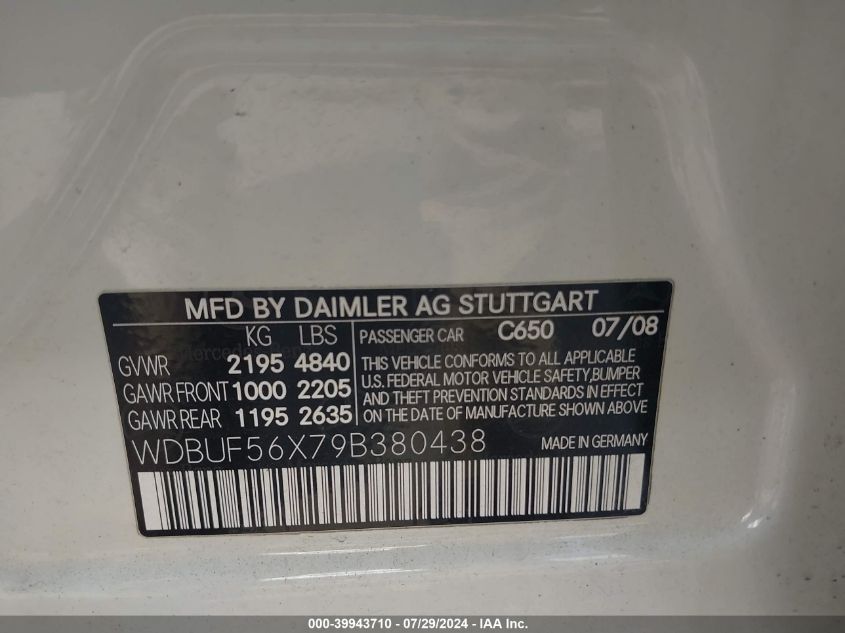 MFD BY DAIMLER AG STUTTGART
KG LBS
GVWR 2195 4840
GAWR FRONT 1000 2205
GAWR REAR 1195 2635
PASSENGER CAR C650 07/08
THIS VEHICLE CONFORMS TO ALL APPLICABLE
U.S. FEDERAL MOTOR VEHICLE SAFETY,BUMPER
AND THEFT PREVENTION STANDARDS IN EFFECT
ON THE DATE OF MANUFACTURE SHOWN ABOVE
WDBUF56X79B380438 MADE IN GERMANY
000-39943710 - 07/29/2024 - IAA Inc.